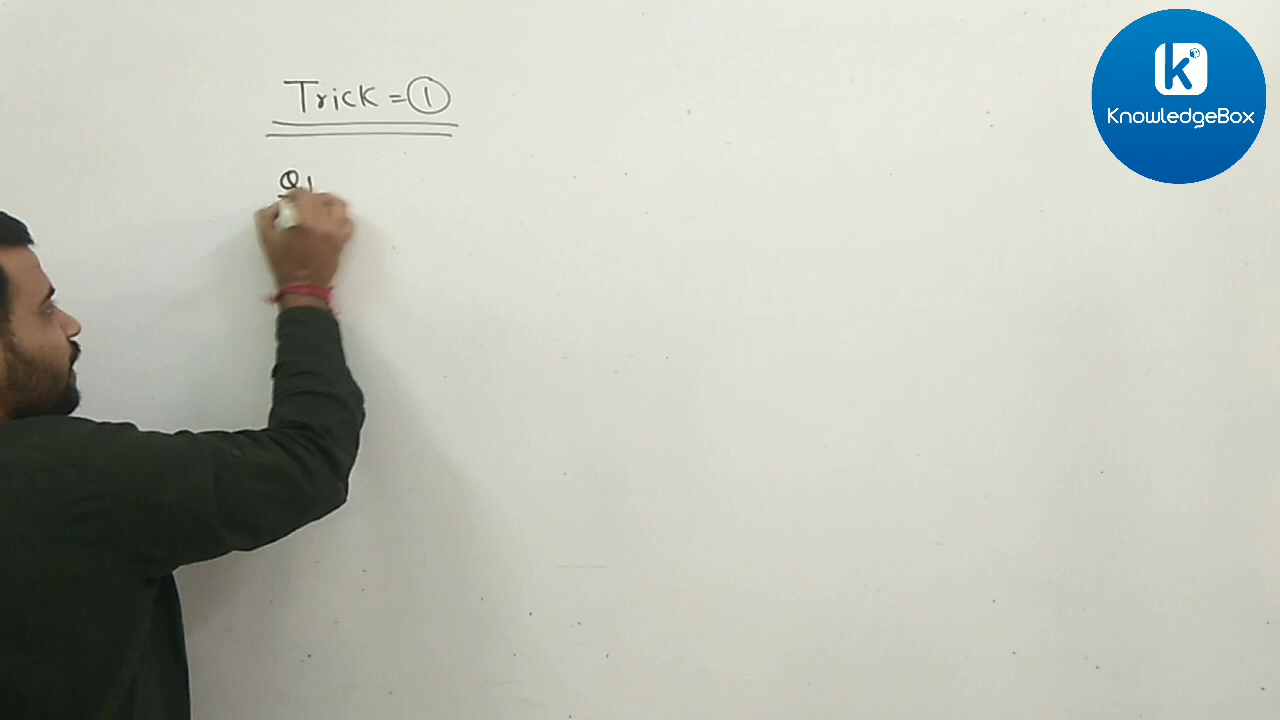 Trick = ①
Q1
K
KnowledgeBox